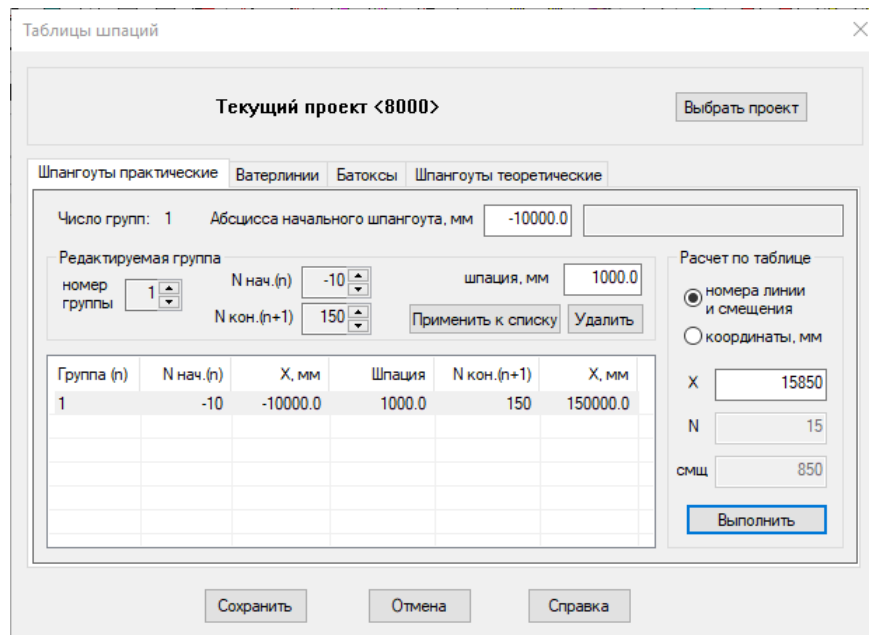 Таблицы шпаций
Текущий проект <8000>
Выбрать проект
Шпангоуты практические Ватерлинии Батоксы Шпангоуты теоретические
Число групп: 1 Абсцисса начального шпангоута, мм -10000.0
Редактируемая группа
номер группы 1
N нач.(n) -10
шпация, мм 1000.0
N кон.(n+1) 150
Применить к списку Удалить
Группа (n) N нач.(n) X, мм Шпация N кон.(n+1) X, мм
1 -10 -10000.0 1000.0 150 150000.0
Расчет по таблице
номера линии
и смещения
координаты, мм
X 15850
N 15
смщ 850
Выполнить
Сохранить Отмена Справка